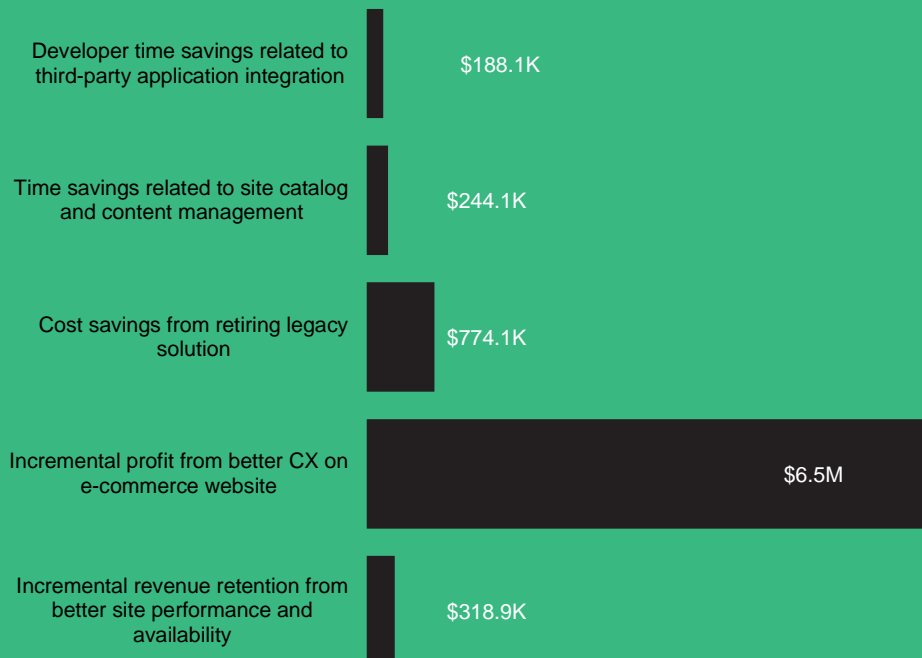 Developer time savings related to
third-party application integration
$188.1K
Time savings related to site catalog
and content management
$244.1K
Cost savings from retiring legacy
solution
$774.1K
Incremental profit from better CX on
e-commerce website
$6.5M
Incremental revenue retention from
better site performance and
availability
$318.9K